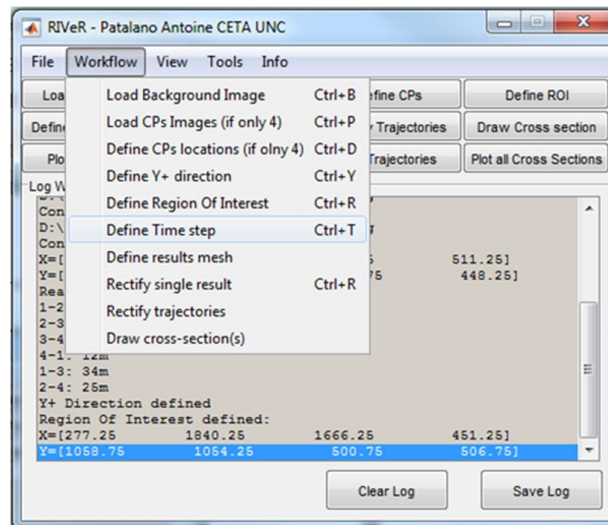 RIVeR - Patalano Antoine CETA UNC
File Workflow View Tools Info
Load Background Image Ctrl+B
Load CPs Images (if only 4) Ctrl+P
Define CPs locations (if olny 4) Ctrl+D
Define Y+ direction Ctrl+Y
Define Region Of Interest Ctrl+R
Define Time step Ctrl+T
Define results mesh
Rectify single result Ctrl+R
Rectify trajectories
Draw cross-section(s)
Define ROI
Trajectories Draw Cross section
Trajectories Plot all Cross Sections
Con
D:\
Con
X=[ 511.25]
Y=[ 448.25]
Rea
1-2
2-3
3-4
4-1: 12m
1-3: 34m
2-4: 25m
Y+ Direction defined
Region Of Interest defined:
X=[277.25 1840.25 1666.25 451.25]
Y=[1058.75 1054.25 500.75 506.75]
Clear Log Save Log